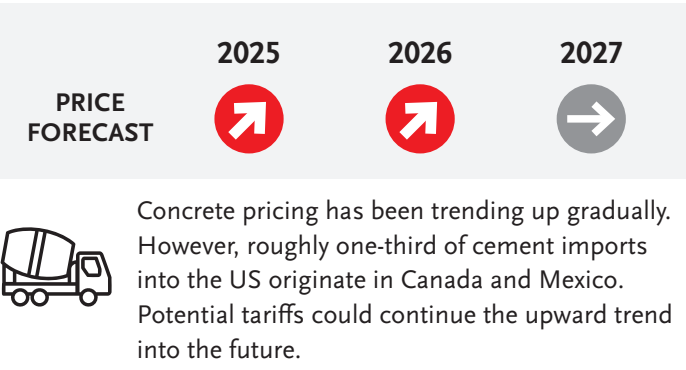 2025 2026 2027
PRICE
FORECAST
Concrete pricing has been trending up gradually.
However, roughly one-third of cement imports
into the US originate in Canada and Mexico.
Potential tariffs could continue the upward trend
into the future.